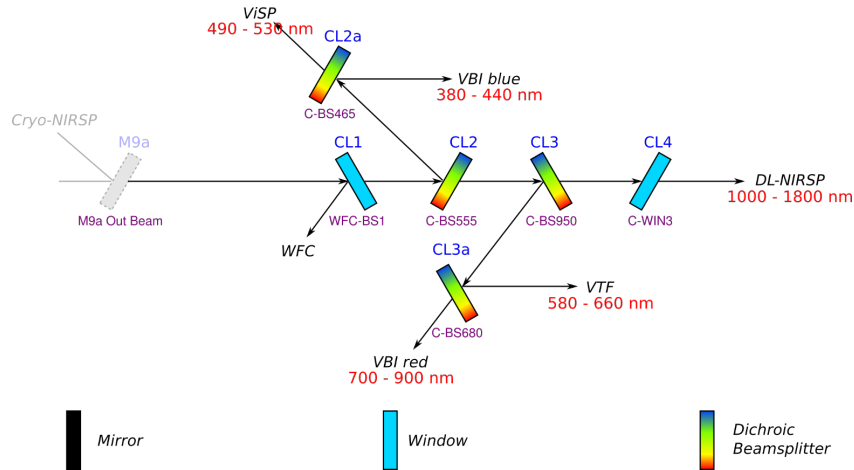 ViSP
490 - 530 nm
CL2a
C-BS465
VBI blue
380 - 440 nm
Cryo-NIRSP
M9a
M9a Out Beam
CL1
WFC-BS1
WFC
CL2
C-BS555
CL3
C-BS950
CL4
C-WIN3
DL-NIRSP
1000 - 1800 nm
CL3a
C-BS680
VTF
580 - 660 nm
VBI red
700 - 900 nm
Mirror
Window
Dichroic
Beamsplitter